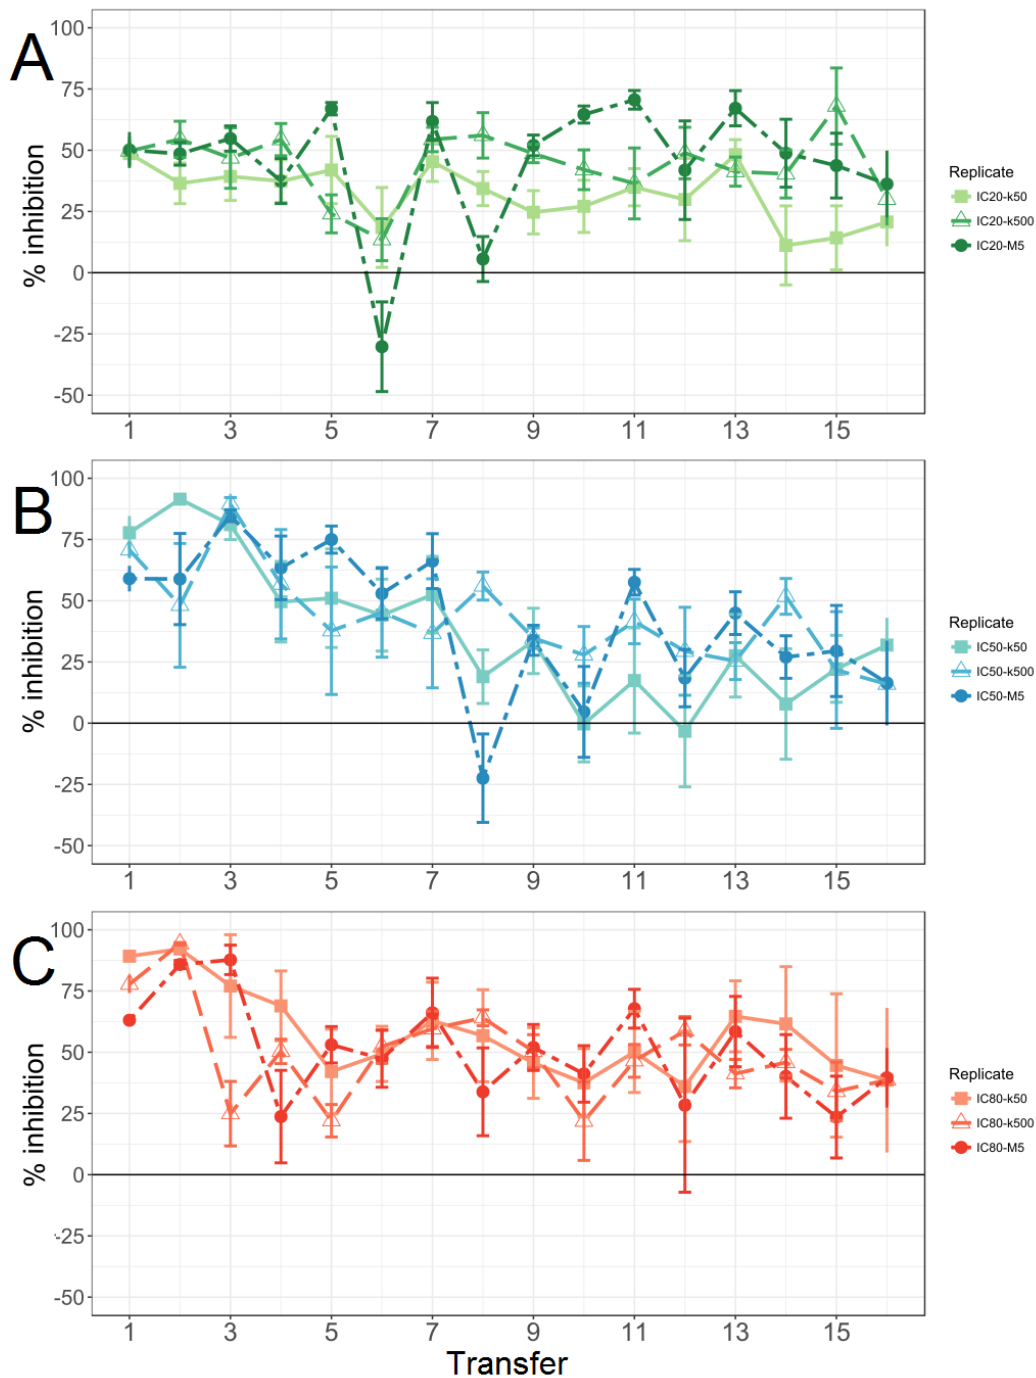 A
% inhibition
100
75
50
25
0
-25
-50
1 3 5 7 9 11 13 15
Replicate
IC20-k50
IC20-k500
IC20-M5
B
% inhibition
100
75
50
25
0
-25
-50
1 3 5 7 9 11 13 15
Replicate
IC50-k50
IC50-k500
IC50-M5
C
% inhibition
100
75
50
25
0
-25
-50
1 3 5 7 9 11 13 15
Transfer
Replicate
IC80-k50
IC80-k500
IC80-M5